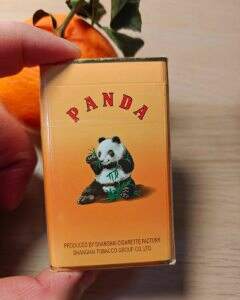 PANDA
PRODUCED BY SHANGHAI CIGARETTE FACTORY
SHANGHAI TOBACCO GROUP CO., LTD.